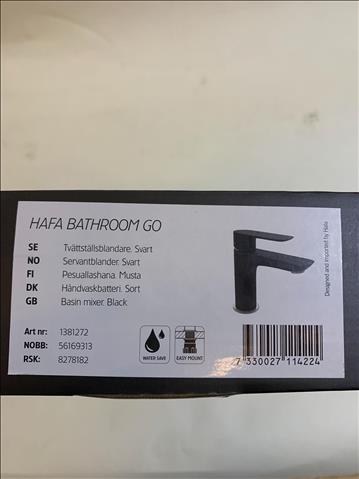 HAFA BATHROOM GO
SE Tvättställsblandare. Svart
NO Servantblander. Svart
FI Pesuallashana. Musta
DK Håndvaskbatteri. Sort
GB Basin mixer. Black
Art nr: 1381272
NOBB: 56169313
RSK: 8278182
WATER SAVE
EASY MOUNT
7 330027 114224
Designed and imported by Hafa